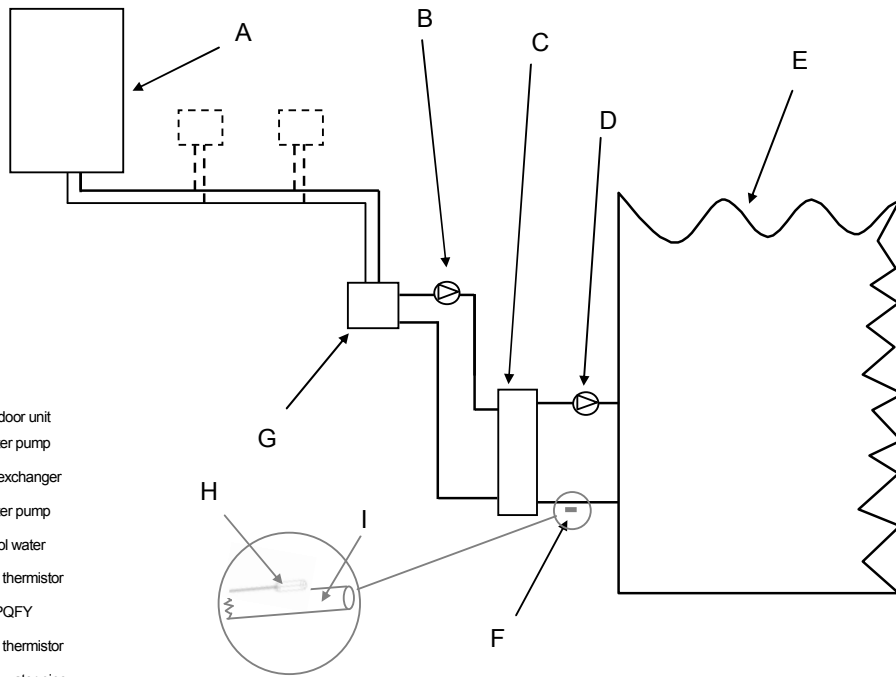 A
B
C
D
E
G
H
I
F
door unit
er pump
exchanger
er pump
ol water
thermistor
PQFY
thermistor